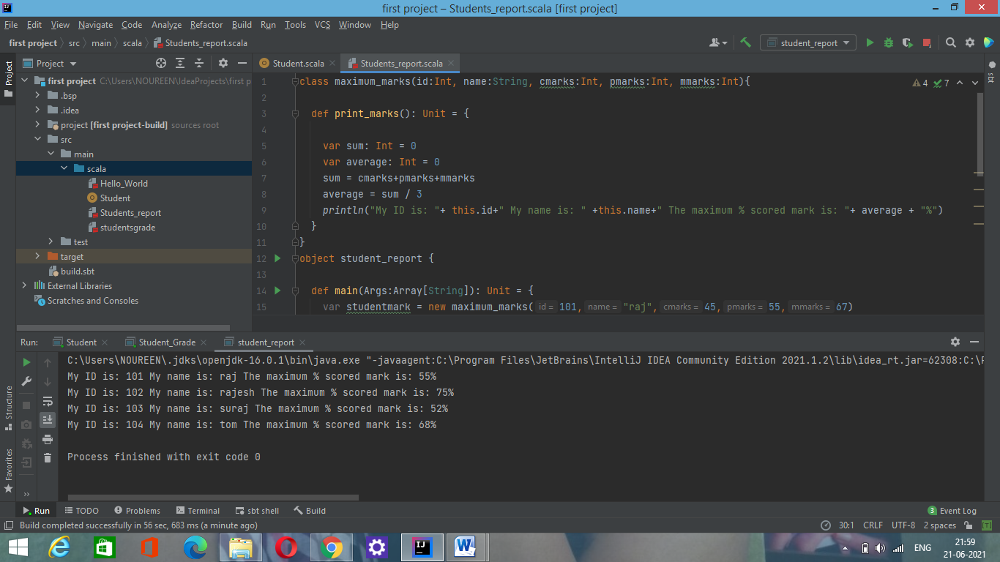 first project – Students_report.scala [first project]
File Edit View Navigate Code Analyze Refactor Build Run Tools VCS Window Help
first project src main scala Students_report.scala student_report
Project Student.scala Students_report.scala
Project
sbt
first project C:\Users\NOUREEN\IdeaProjects\first p
.bsp
.idea
project [first project-build] sources root
src
main
scala
Hello_World
Student
Students_report
studentsgrade
test
target
build.sbt
External Libraries
Scratches and Consoles
4 7
1 class maximum_marks(id:Int, name:String, cmarks:Int, pmarks:Int, mmarks:Int){
2
3 def print_marks(): Unit = {
4
5 var sum: Int = 0
6 var average: Int = 0
7 sum = cmarks+pmarks+mmarks
8 average = sum / 3
9 println("My ID is: "+ this.id+" My name is: " +this.name+" The maximum % scored mark is: "+ average + "%")
10 }
11 }
12 object student_report {
13
14 def main(Args:Array[String]): Unit = {
15 var studentmark = new maximum_marks( id = 101, name = "raj", cmarks = 45, pmarks = 55, mmarks = 67)
Run: Student Student_Grade student_report
C:\Users\NOUREEN\.jdks\openjdk-16.0.1\bin\java.exe "-javaagent:C:\Program Files\JetBrains\IntelliJ IDEA Community Edition 2021.1.2\lib\idea_rt.jar=62308:C:\P
My ID is: 101 My name is: raj The maximum % scored mark is: 55%
My ID is: 102 My name is: rajesh The maximum % scored mark is: 75%
My ID is: 103 My name is: suraj The maximum % scored mark is: 52%
My ID is: 104 My name is: tom The maximum % scored mark is: 68%
Process finished with exit code 0
Structure
Favorites
Run TODO Problems Terminal sbt shell Build 3 Event Log
Build completed successfully in 56 sec, 683 ms (a minute ago) 30:1 CRLF UTF-8 2 spaces
ENG 21:59
21-06-2021